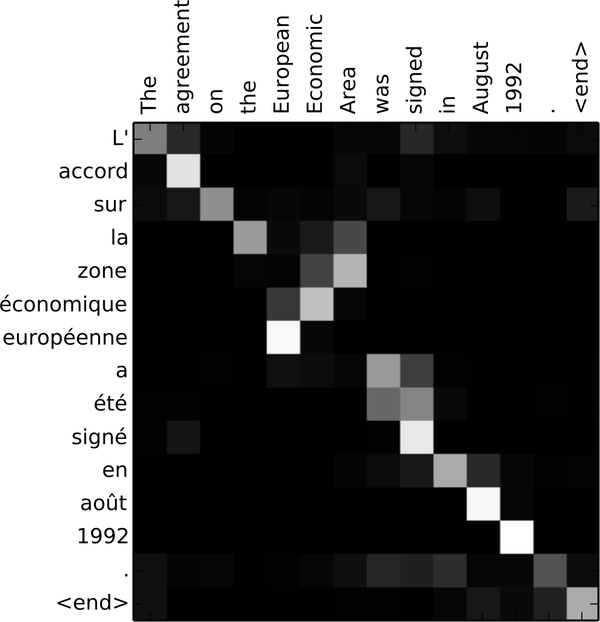 The agreement on the European Economic Area was signed in August 1992 . <end>
L'
accord
sur
la
zone
économique
européenne
a
été
signé
en
août
1992
.
<end>